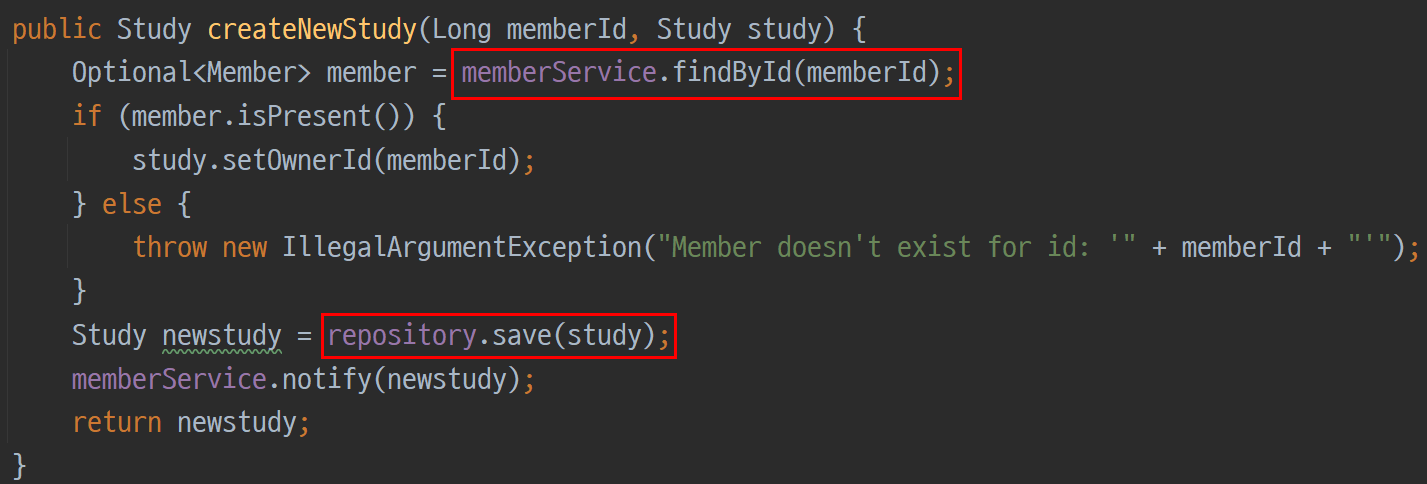 public Study createNewStudy(Long memberId, Study study) {
    Optional<Member> member = memberService.findById(memberId);
    if (member.isPresent()) {
        study.setOwnerId(memberId);
    } else {
        throw new IllegalArgumentException("Member doesn't exist for id: '" + memberId + "'");
    }
    Study newstudy = repository.save(study);
    memberService.notify(newstudy);
    return newstudy;
}